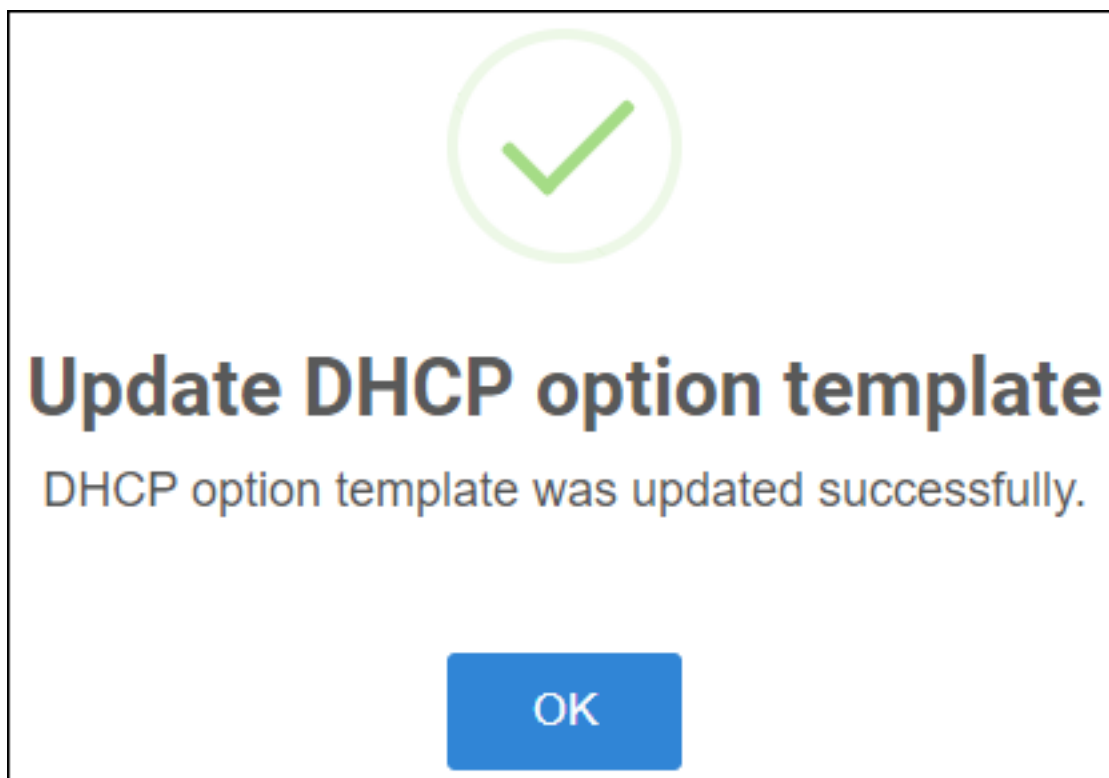 Update DHCP option template
DHCP option template was updated successfully.
OK